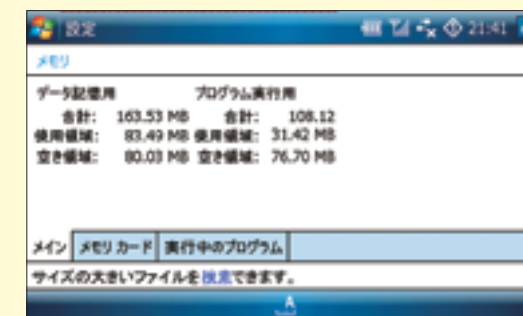 設定 21:41
メモリ
データ記憶用 プログラム実行用
合計: 163.53 MB 合計: 108.12
使用領域: 83.49 MB 使用領域: 31.42 MB
空き領域: 80.03 MB 空き領域: 76.70 MB
メイン メモリ カード 実行中のプログラム
サイズの大きいファイルを検索できます。
A